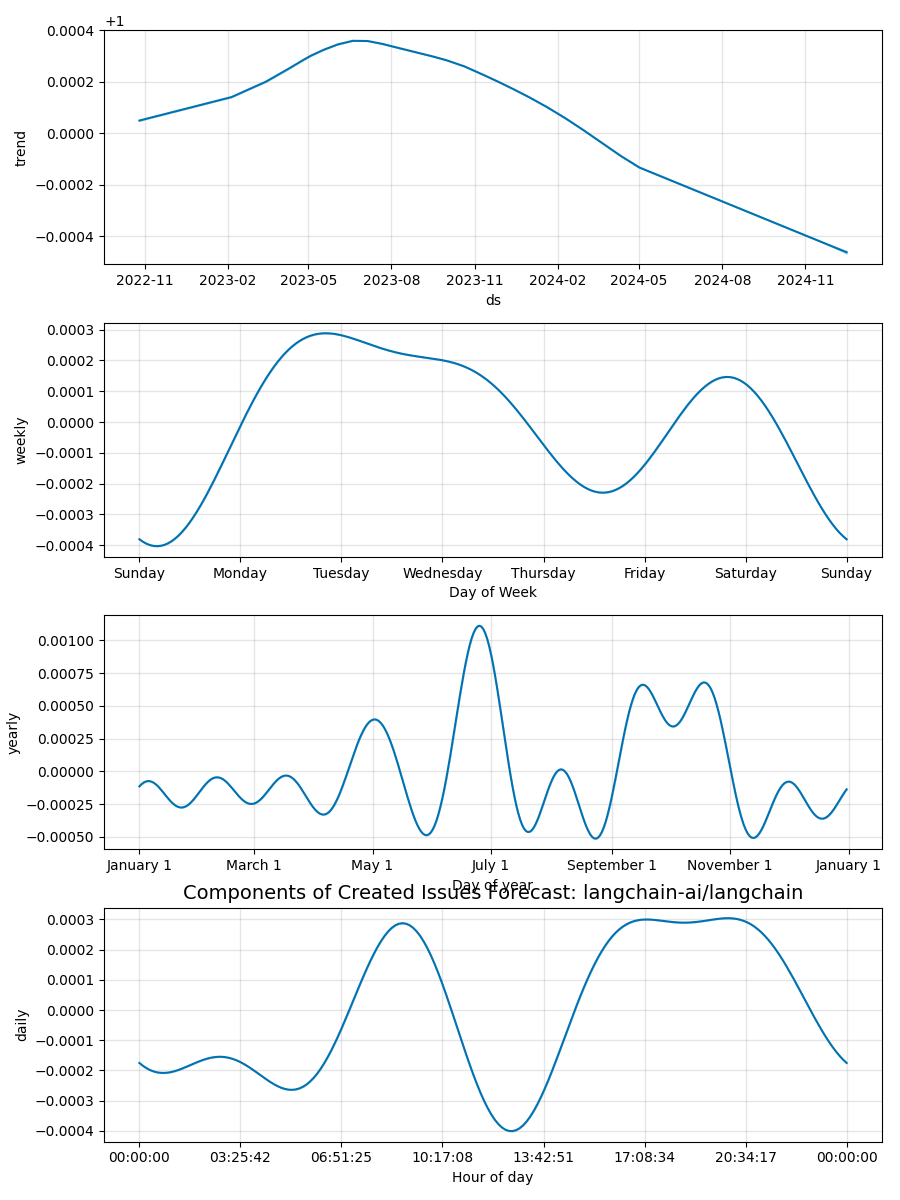 +1
0.0004
0.0002
0.0000
−0.0002
−0.0004
trend
2022-11 2023-02 2023-05 2023-08 2023-11 2024-02 2024-05 2024-08 2024-11
ds
0.0003
0.0002
0.0001
0.0000
−0.0001
−0.0002
−0.0003
−0.0004
weekly
Sunday Monday Tuesday Wednesday Thursday Friday Saturday Sunday
Day of Week
0.00100
0.00075
0.00050
0.00025
0.00000
−0.00025
−0.00050
yearly
January 1 March 1 May 1 July 1 September 1 November 1 January 1
Day of year
Components of Created Issues Forecast: langchain-ai/langchain
0.0003
0.0002
0.0001
0.0000
−0.0001
−0.0002
−0.0003
−0.0004
daily
00:00:00 03:25:42 06:51:25 10:17:08 13:42:51 17:08:34 20:34:17 00:00:00
Hour of day